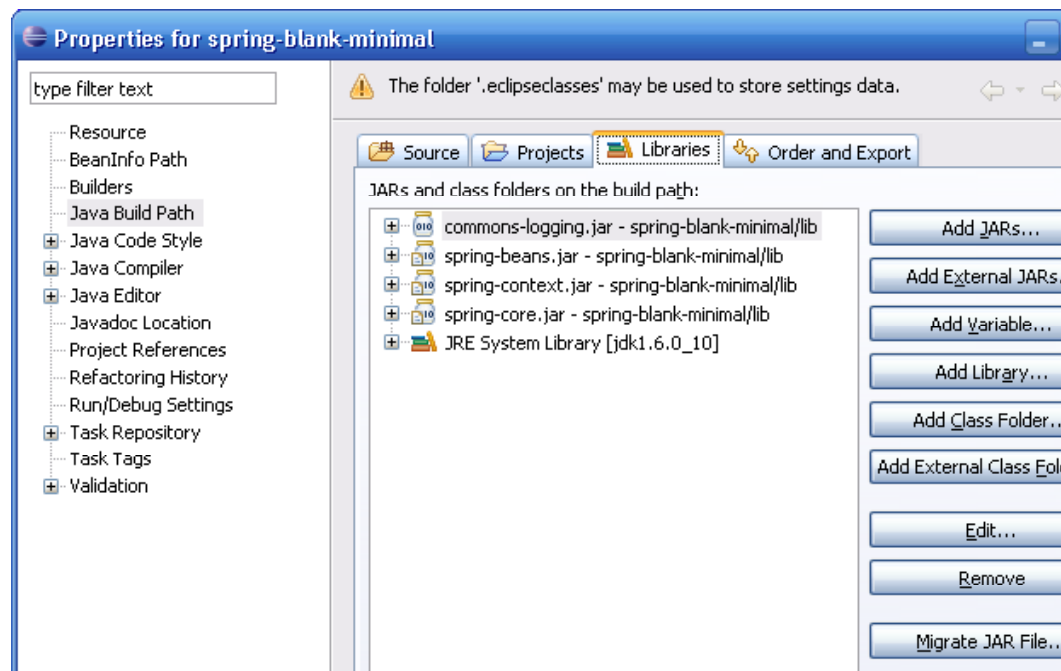 Properties for spring-blank-minimal
type filter text
Resource
BeanInfo Path
Builders
Java Build Path
Java Code Style
Java Compiler
Java Editor
Javadoc Location
Project References
Refactoring History
Run/Debug Settings
Task Repository
Task Tags
Validation
The folder '.eclipseclasses' may be used to store settings data.
Source Projects Libraries Order and Export
JARs and class folders on the build path:
commons-logging.jar - spring-blank-minimal/lib
spring-beans.jar - spring-blank-minimal/lib
spring-context.jar - spring-blank-minimal/lib
spring-core.jar - spring-blank-minimal/lib
JRE System Library [jdk1.6.0_10]
Add JARs...
Add External JARs.
Add Variable...
Add Library...
Add Class Folder..
Add External Class Fol
Edit...
Remove
Migrate JAR File..